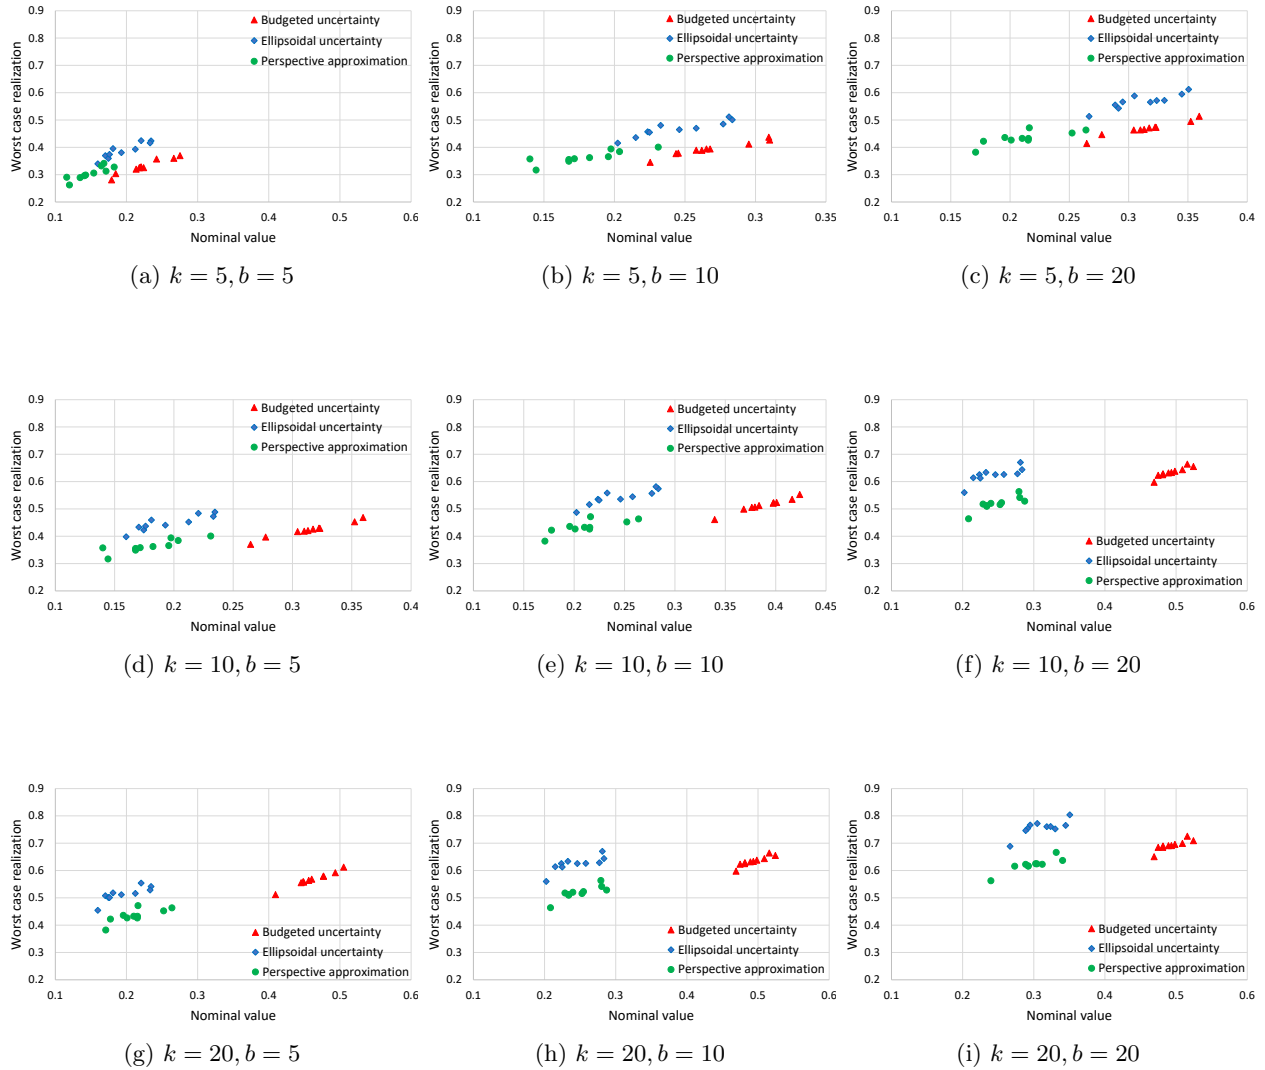 0.9
0.8
0.7
0.6
0.5
0.4
0.3
0.2
Worst case realization
Budgeted uncertainty
Ellipsoidal uncertainty
Perspective approximation
0.1 0.2 0.3 0.4 0.5 0.6
Nominal value
(a) k = 5, b = 5
0.9
0.8
0.7
0.6
0.5
0.4
0.3
0.2
Worst case realization
Budgeted uncertainty
Ellipsoidal uncertainty
Perspective approximation
0.1 0.15 0.2 0.25 0.3 0.35
Nominal value
(b) k = 5, b = 10
0.9
0.8
0.7
0.6
0.5
0.4
0.3
0.2
Worst case realization
Budgeted uncertainty
Ellipsoidal uncertainty
Perspective approximation
0.1 0.15 0.2 0.25 0.3 0.35 0.4
Nominal value
(c) k = 5, b = 20
0.9
0.8
0.7
0.6
0.5
0.4
0.3
0.2
Worst case realization
Budgeted uncertainty
Ellipsoidal uncertainty
Perspective approximation
0.1 0.15 0.2 0.25 0.3 0.35 0.4
Nominal value
(d) k = 10, b = 5
0.9
0.8
0.7
0.6
0.5
0.4
0.3
0.2
Worst case realization
Budgeted uncertainty
Ellipsoidal uncertainty
Perspective approximation
0.1 0.15 0.2 0.25 0.3 0.35 0.4 0.45
Nominal value
(e) k = 10, b = 10
0.9
0.8
0.7
0.6
0.5
0.4
0.3
0.2
Worst case realization
Budgeted uncertainty
Ellipsoidal uncertainty
Perspective approximation
0.1 0.2 0.3 0.4 0.5 0.6
Nominal value
(f) k = 10, b = 20
0.9
0.8
0.7
0.6
0.5
0.4
0.3
0.2
Worst case realization
Budgeted uncertainty
Ellipsoidal uncertainty
Perspective approximation
0.1 0.2 0.3 0.4 0.5 0.6
Nominal value
(g) k = 20, b = 5
0.9
0.8
0.7
0.6
0.5
0.4
0.3
0.2
Worst case realization
Budgeted uncertainty
Ellipsoidal uncertainty
Perspective approximation
0.1 0.2 0.3 0.4 0.5 0.6
Nominal value
(h) k = 20, b = 10
0.9
0.8
0.7
0.6
0.5
0.4
0.3
0.2
Worst case realization
Budgeted uncertainty
Ellipsoidal uncertainty
Perspective approximation
0.1 0.2 0.3 0.4 0.5 0.6
Nominal value
(i) k = 20, b = 20